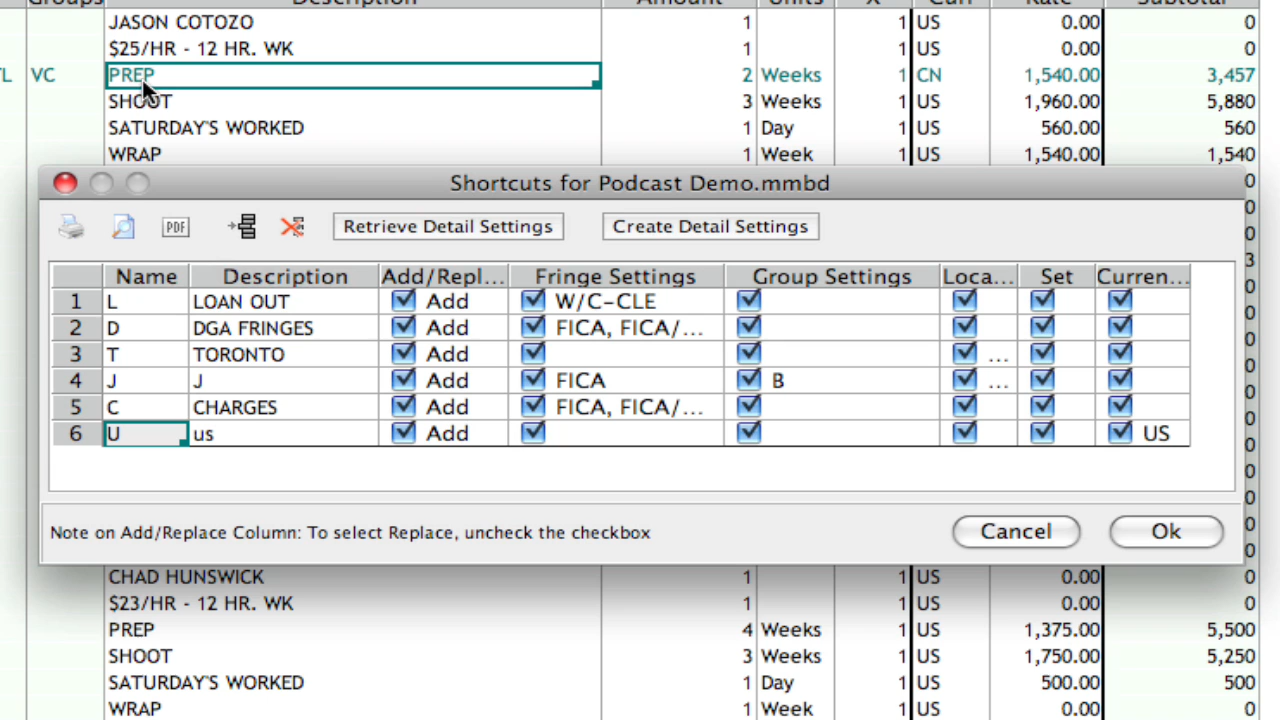 Groups Description Amount Units X Curr Rate Subtotal
JASON COTOZO 1 1 US 0.00 0
$25/HR - 12 HR. WK 1 1 US 0.00 0
VC PREP 2 Weeks 1 CN 1,540.00 3,457
SHOOT 3 Weeks 1 US 1,960.00 5,880
SATURDAY'S WORKED 1 Day 1 US 560.00 560
WRAP 1 Week 1 US 1,540.00 1,540
Shortcuts for Podcast Demo.mmbd
PDF Retrieve Detail Settings Create Detail Settings
Name Description Add/Repl... Fringe Settings Group Settings Loca... Set Curren...
1 L LOAN OUT Add W/C-CLE
2 D DGA FRINGES Add FICA, FICA/...
3 T TORONTO Add ...
4 J J Add FICA B ...
5 C CHARGES Add FICA, FICA/...
6 U us Add US
Note on Add/Replace Column: To select Replace, uncheck the checkbox Cancel Ok
CHAD HUNSWICK 1 1 US 0.00 0
$23/HR - 12 HR. WK 1 1 US 0.00 0
PREP 4 Weeks 1 US 1,375.00 5,500
SHOOT 3 Weeks 1 US 1,750.00 5,250
SATURDAY'S WORKED 1 Day 1 US 500.00 500
WRAP 1 Week 1 US 0.00 0